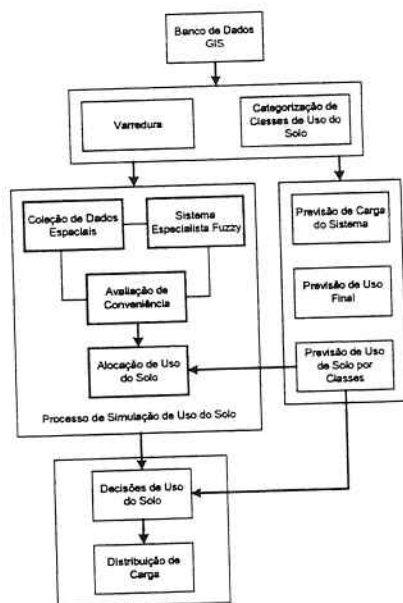 Banco de Dados
GIS
Varredura
Categorização de
Classes de Uso do
Solo
Coleção de Dados
Espaciais
Sistema
Especialista Fuzzy
Avaliação de
Conveniência
Alocação de Uso
do Solo
Processo de Simulação de Uso do Solo
Previsão de Carga
do Sistema
Previsão de Uso
Final
Previsão de Uso
de Solo por
Classes
Decisões de Uso
do Solo
Distribuição de
Carga